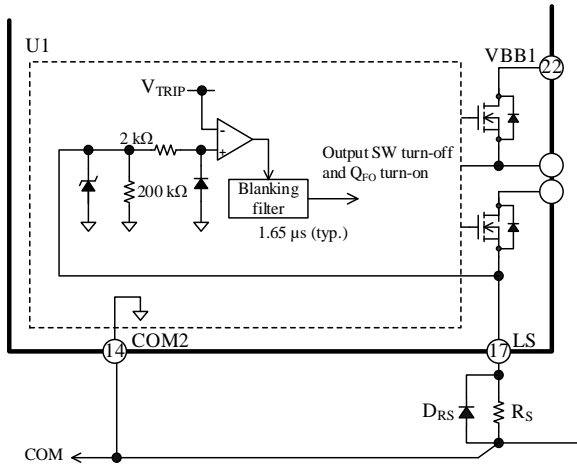 U1
VBB1
22
V_TRIP
-
+
2 kΩ
200 kΩ
Blanking
filter
1.65 µs (typ.)
Output SW turn-off
and Q_FO turn-on
14
COM2
17
LS
D_RS
R_S
COM